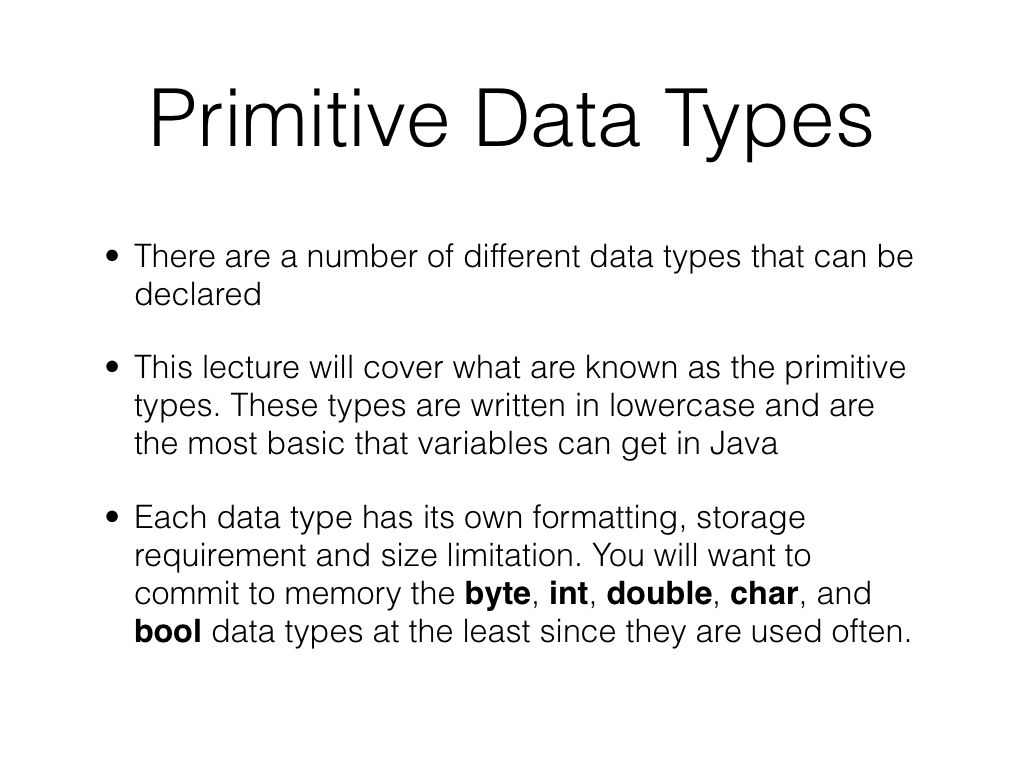 Primitive Data Types
• There are a number of different data types that can be
declared
• This lecture will cover what are known as the primitive
types. These types are written in lowercase and are
the most basic that variables can get in Java
• Each data type has its own formatting, storage
requirement and size limitation. You will want to
commit to memory the byte, int, double, char, and
bool data types at the least since they are used often.